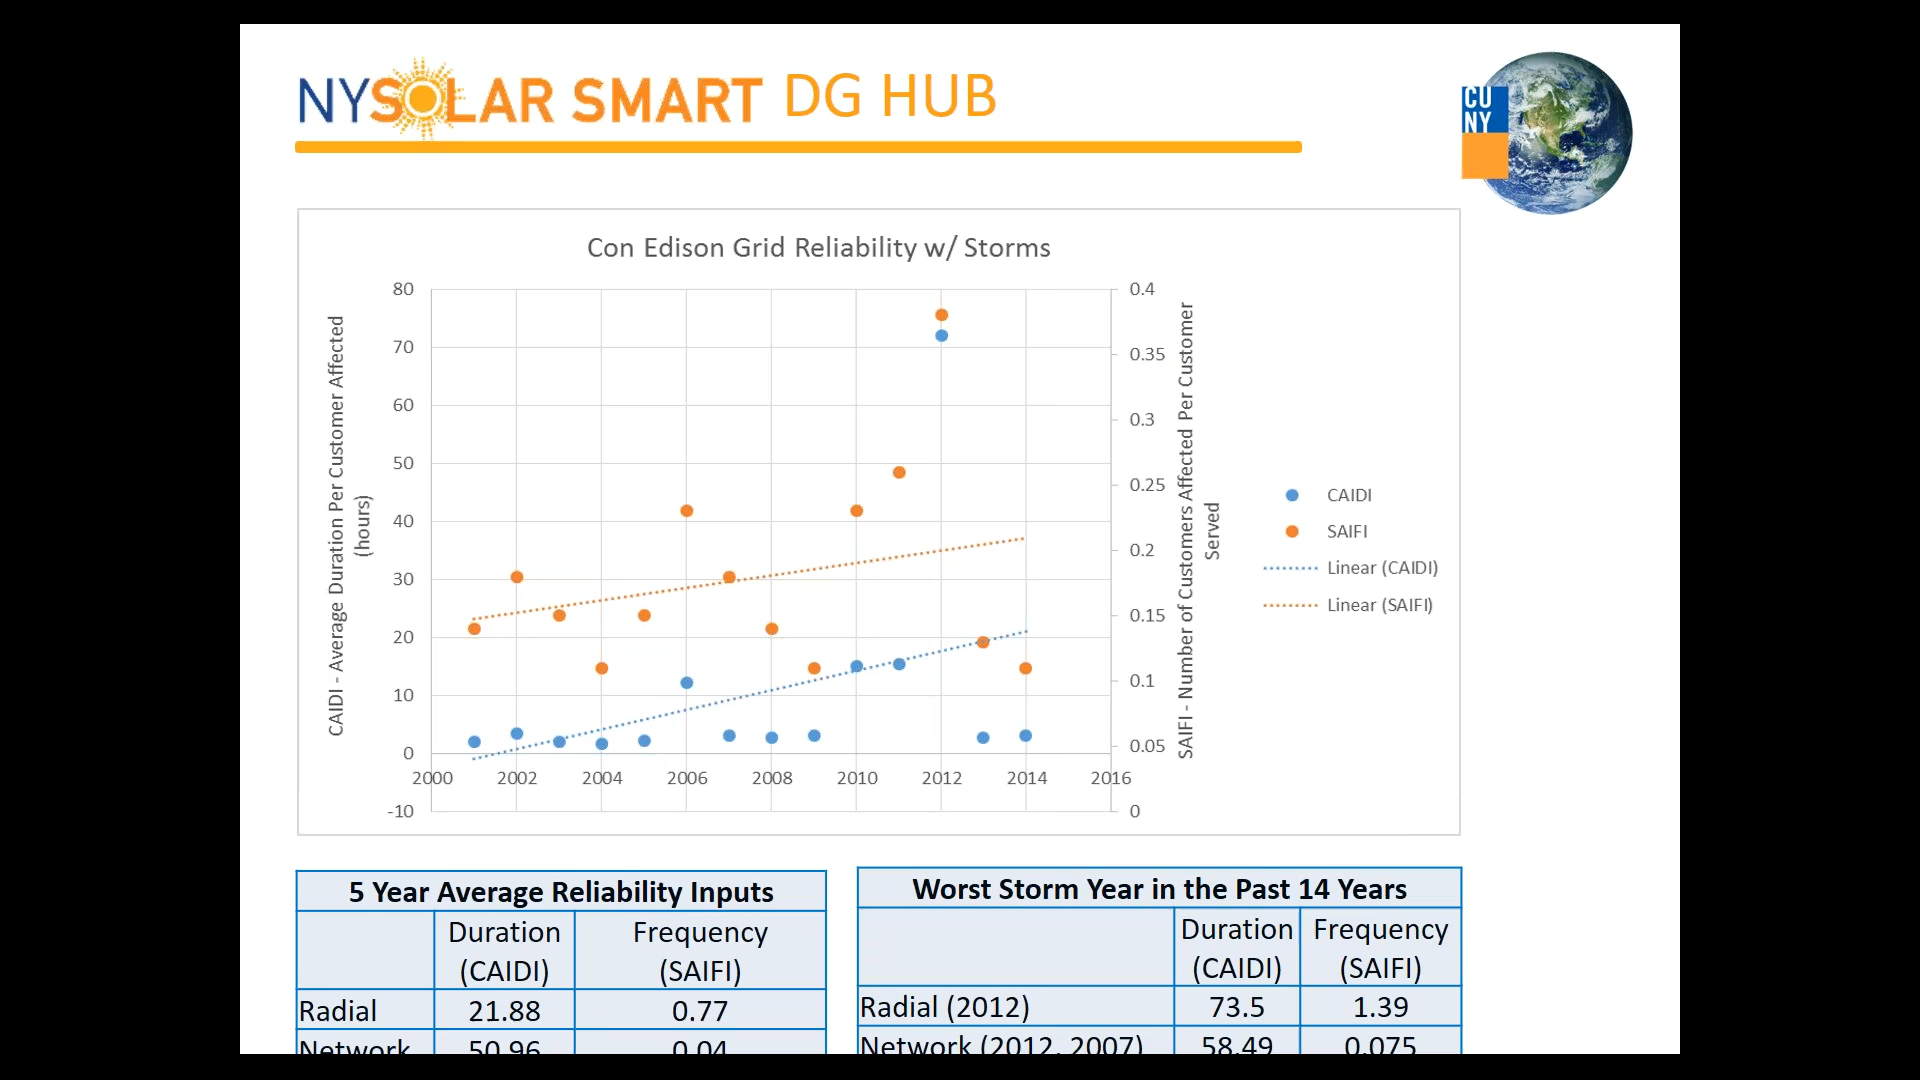 NYSOLAR SMART DG HUB
CU
NY
Con Edison Grid Reliability w/ Storms
CAIDI - Average Duration Per Customer Affected
(hours)
80
70
60
50
40
30
20
10
0
-10
2000 2002 2004 2006 2008 2010 2012 2014 2016
0.4
0.35
0.3
0.25
0.2
0.15
0.1
0.05
0
SAIFI - Number of Customers Affected Per Customer
Served
CAIDI
SAIFI
Linear (CAIDI)
Linear (SAIFI)
5 Year Average Reliability Inputs
Duration (CAIDI) Frequency (SAIFI)
Radial 21.88 0.77
Network 50.96 0.04
Worst Storm Year in the Past 14 Years
Duration (CAIDI) Frequency (SAIFI)
Radial (2012) 73.5 1.39
Network (2012, 2007) 58.49 0.075